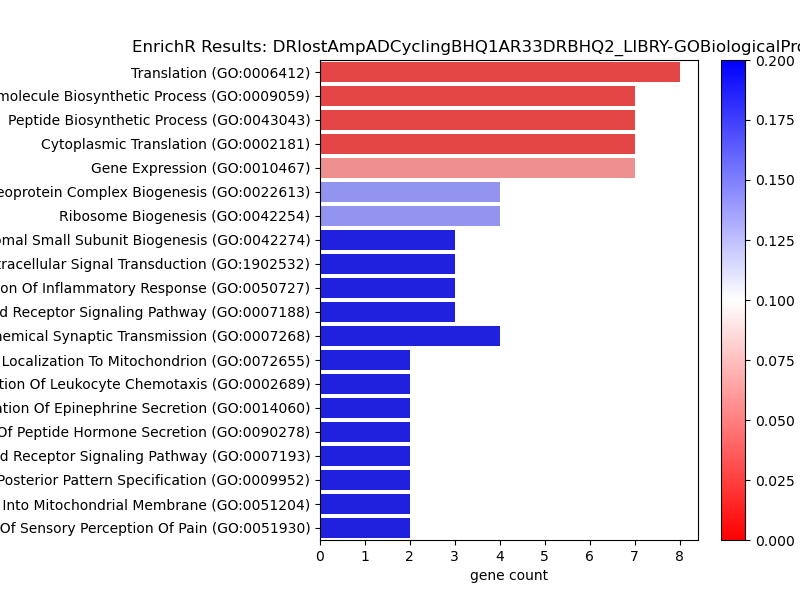 EnrichR Results: DRlostAmpADCyclingBHQ1AR33DRBHQ2_LIBRY-GOBiologicalPro
Translation (GO:0006412)
molecule Biosynthetic Process (GO:0009059)
Peptide Biosynthetic Process (GO:0043043)
Cytoplasmic Translation (GO:0002181)
Gene Expression (GO:0010467)
eoprotein Complex Biogenesis (GO:0022613)
Ribosome Biogenesis (GO:0042254)
omal Small Subunit Biogenesis (GO:0042274)
tracellular Signal Transduction (GO:1902532)
on Of Inflammatory Response (GO:0050727)
d Receptor Signaling Pathway (GO:0007188)
hemical Synaptic Transmission (GO:0007268)
Localization To Mitochondrion (GO:0072655)
tion Of Leukocyte Chemotaxis (GO:0002689)
ation Of Epinephrine Secretion (GO:0014060)
Of Peptide Hormone Secretion (GO:0090278)
d Receptor Signaling Pathway (GO:0007193)
Posterior Pattern Specification (GO:0009952)
Into Mitochondrial Membrane (GO:0051204)
Of Sensory Perception Of Pain (GO:0051930)
0 1 2 3 4 5 6 7 8
gene count
0.200
0.175
0.150
0.125
0.100
0.075
0.050
0.025
0.000